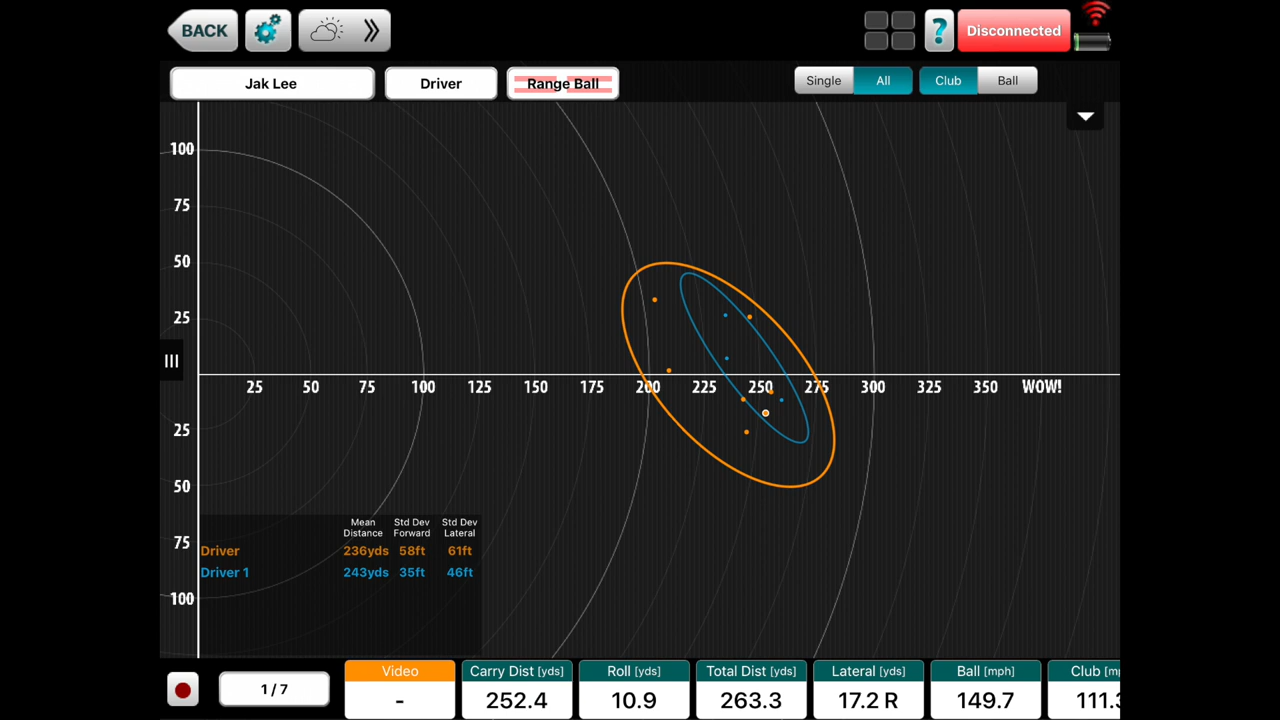 BACK
?
Disconnected
Jak Lee
Driver
Range Ball
Single
All
Club
Ball
100
75
50
25
25 50 75 100 125 150 175 200 225 250 275 300 325 350 WOW!
25
50
75
100
Mean Distance
Std Dev Forward
Std Dev Lateral
Driver 236yds 58ft 61ft
Driver 1 243yds 35ft 46ft
1 / 7
Video
-
Carry Dist [yds]
252.4
Roll [yds]
10.9
Total Dist [yds]
263.3
Lateral [yds]
17.2 R
Ball [mph]
149.7
Club [m
111.